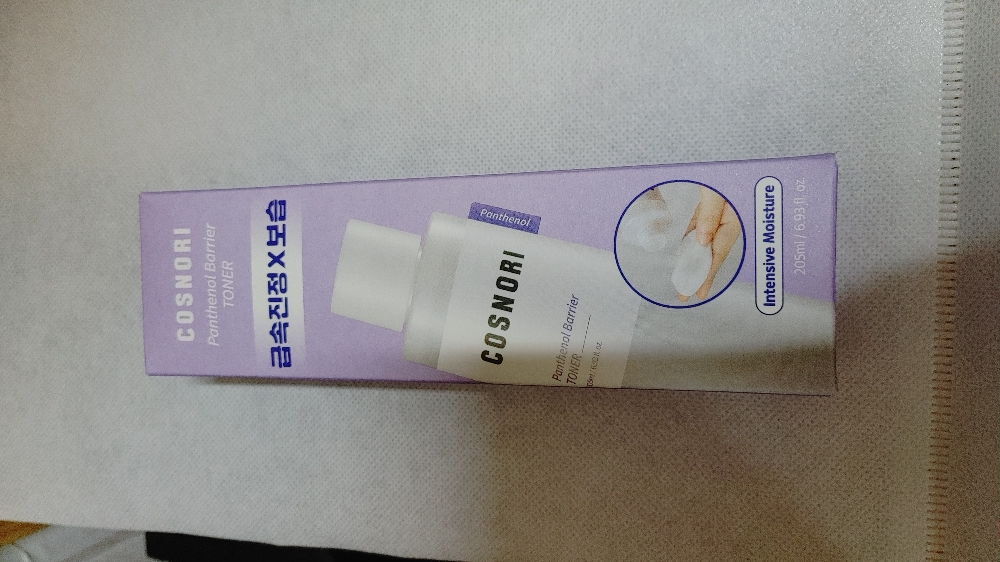 COSNORI
Panthenol Barrier
TONER
급속진정X보습
Panthenol
COSNORI
Panthenol Barrier
TONER
Intensive Moisture
205ml / 6.93 fl. oz.